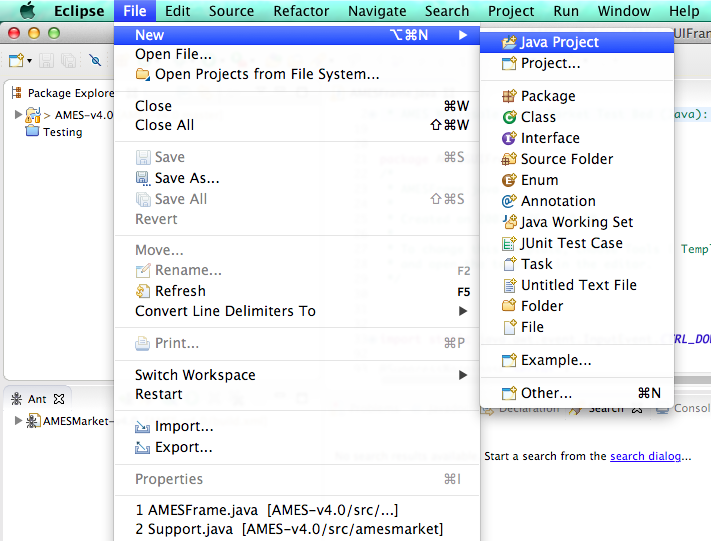 Eclipse File Edit Source Refactor Navigate Search Project Run Window Help
New ⌥⌘N
Open File...
Open Projects from File System...
Close ⌘W
Close All ⇧⌘W
Save ⌘S
Save As...
Save All ⇧⌘S
Revert
Move...
Rename... F2
Refresh F5
Convert Line Delimiters To
Print... ⌘P
Switch Workspace
Restart
Import...
Export...
Properties ⌘I
1 AMESFrame.java [AMES-v4.0/src/...]
2 Support.java [AMES-v4.0/src/amesmarket]
Java Project
Project...
Package
Class
Interface
Source Folder
Enum
Annotation
Java Working Set
JUnit Test Case
Task
Untitled Text File
Folder
File
Example...
Other... ⌘N
UIFram
Package Explore
> AMES-v4.0
Testing
ava):
Templ
TRL_DOW
Ant
AMESMarket-
Declaration Search Consol
Start a search from the search dialog...